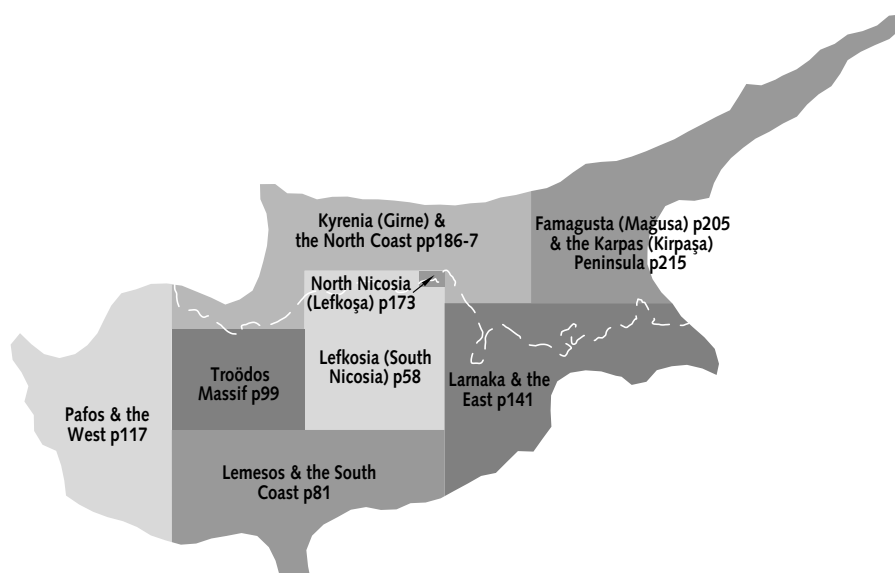 Kyrenia (Girne) &
the North Coast pp186-7
Famagusta (Mağusa) p205
& the Karpas (Kırpaşa)
Peninsula p215
North Nicosia
(Lefkoşa) p173
Lefkosia (South
Nicosia) p58
Troödos
Massif p99
Larnaka & the
East p141
Pafos & the
West p117
Lemesos & the South
Coast p81